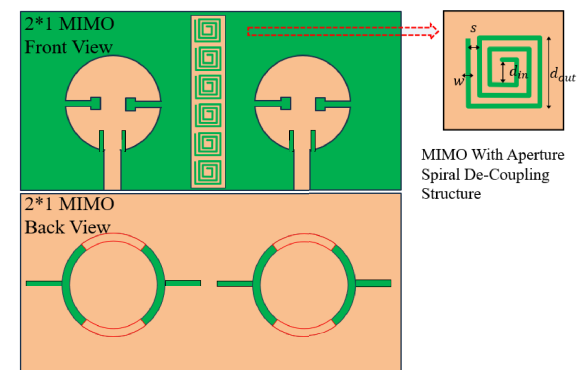 2*1 MIMO
Front View
s
w
d_in
d_out
MIMO With Aperture
Spiral De-Coupling
Structure
2*1 MIMO
Back View